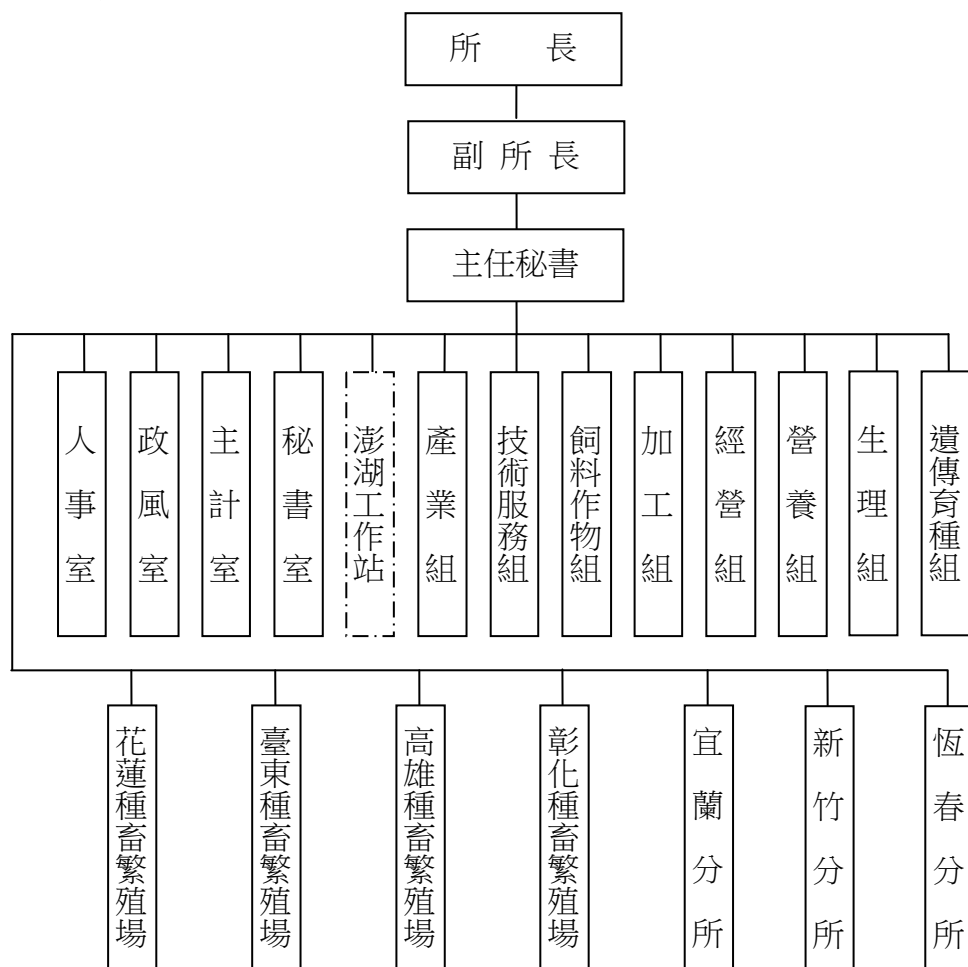 所長
副所長
主任秘書
人事室
政風室
主計室
秘書室
澎湖工作站
產業組
技術服務組
飼料作物組
加工組
經營組
營養組
生理組
遺傳育種組
花蓮種畜繁殖場
臺東種畜繁殖場
高雄種畜繁殖場
彰化種畜繁殖場
宜蘭分所
新竹分所
恆春分所